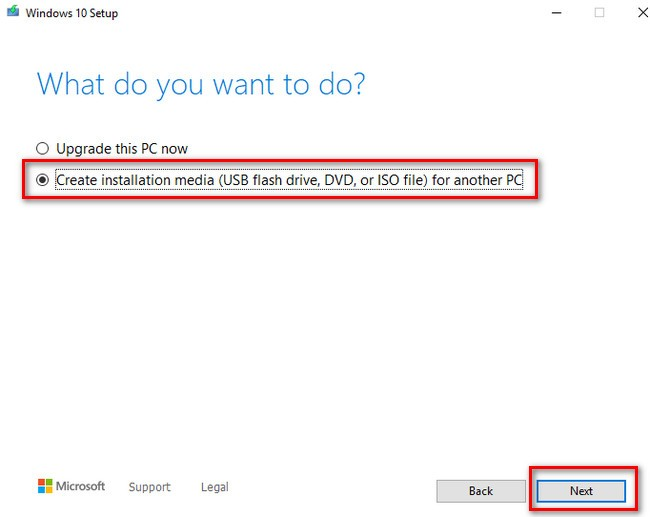 Windows 10 Setup
What do you want to do?
Upgrade this PC now
Create installation media (USB flash drive, DVD, or ISO file) for another PC
Microsoft Support Legal Back Next